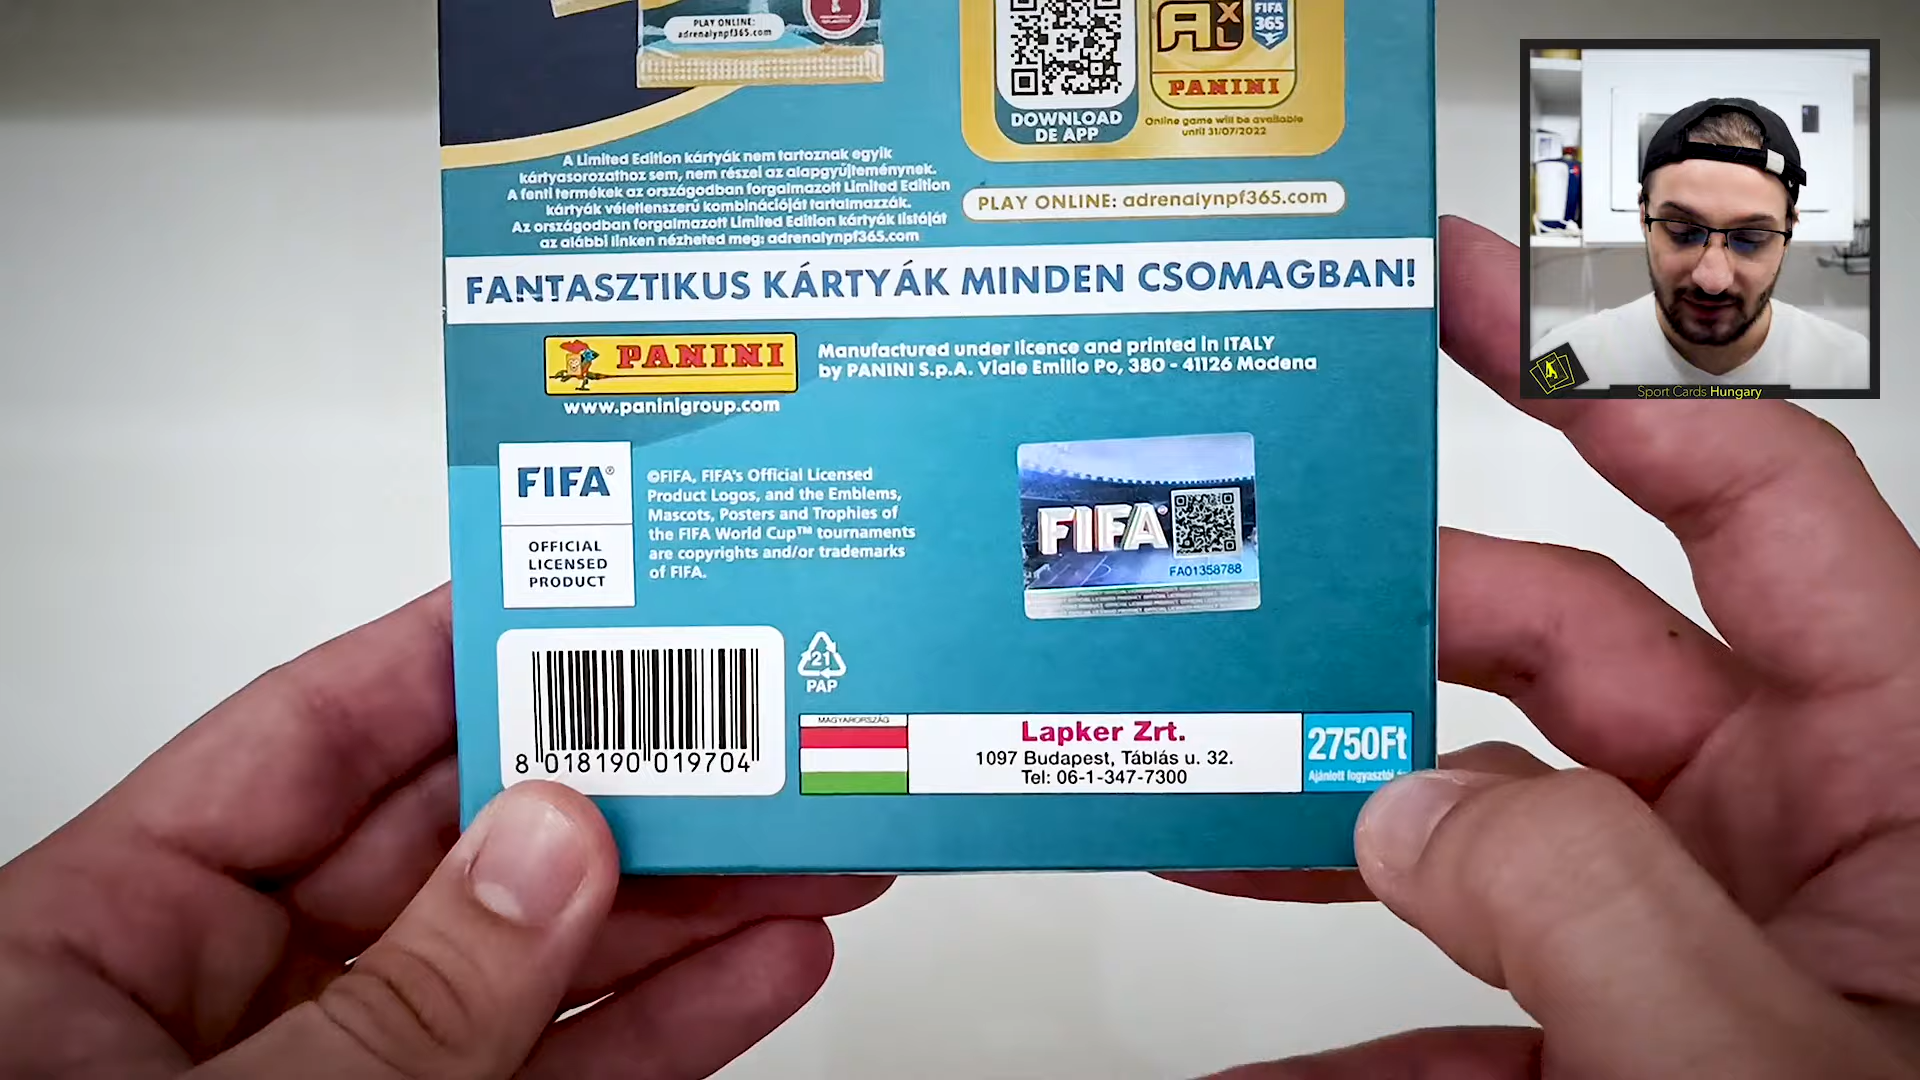 PLAY ONLINE:
adrenalynpf365.com
AXL
FIFA
365
PANINI
DOWNLOAD
DE APP
Online game will be available
until 31/07/2022
A Limited Edition kártyák nem tartoznak egyik
kártyasorozathoz sem, nem részei az alapgyűjteménynek.
A fenti termékek az országodban forgalmazott Limited Edition
kártyák véletlenszerű kombinációját tartalmazzák.
Az országodban forgalmazott Limited Edition kártyák listáját
az alábbi linken nézheted meg: adrenalynpf365.com
PLAY ONLINE: adrenalynpf365.com
FANTASZTIKUS KÁRTYÁK MINDEN CSOMAGBAN!
PANINI
www.paninigroup.com
Manufactured under licence and printed in ITALY
by PANINI S.p.A. Viale Emilio Po, 380 - 41126 Modena
FIFA®
OFFICIAL
LICENSED
PRODUCT
©FIFA, FIFA's Official Licensed
Product Logos, and the Emblems,
Mascots, Posters and Trophies of
the FIFA World Cup™ tournaments
are copyrights and/or trademarks
of FIFA.
FIFA®
FA01358788
8 018190 019704
21
PAP
MAGYARORSZÁG
Lapker Zrt.
1097 Budapest, Táblás u. 32.
Tel: 06-1-347-7300
2750Ft
Ajánlott fogyasztói
Sport Cards Hungary